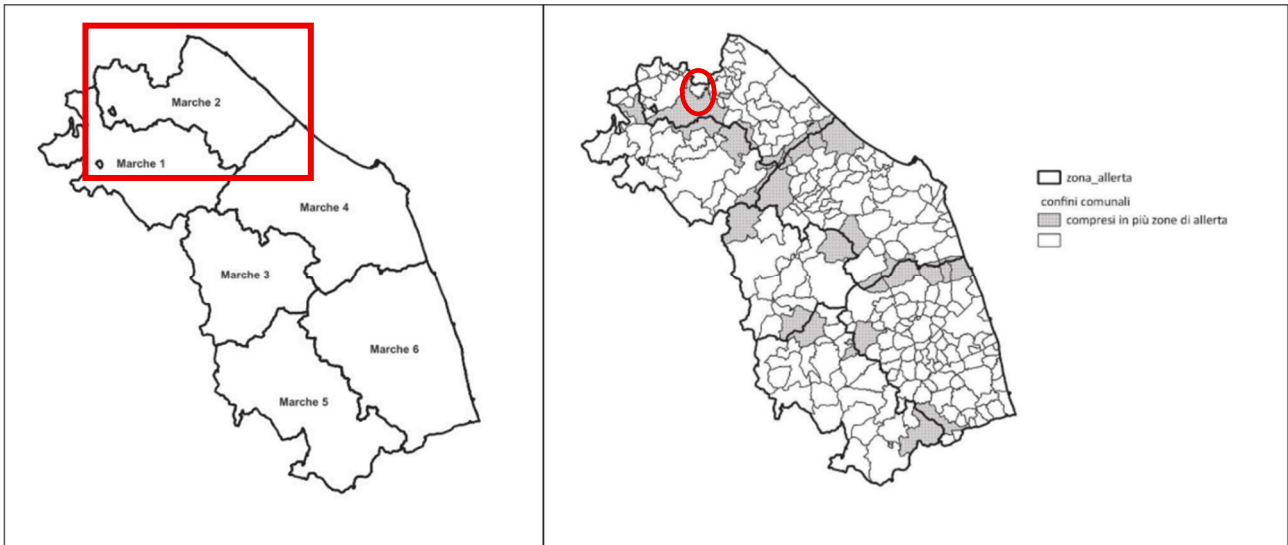 Marche 2
Marche 1
Marche 4
Marche 3
Marche 6
Marche 5
zona_allerta
confini comunali
compresi in più zone di allerta